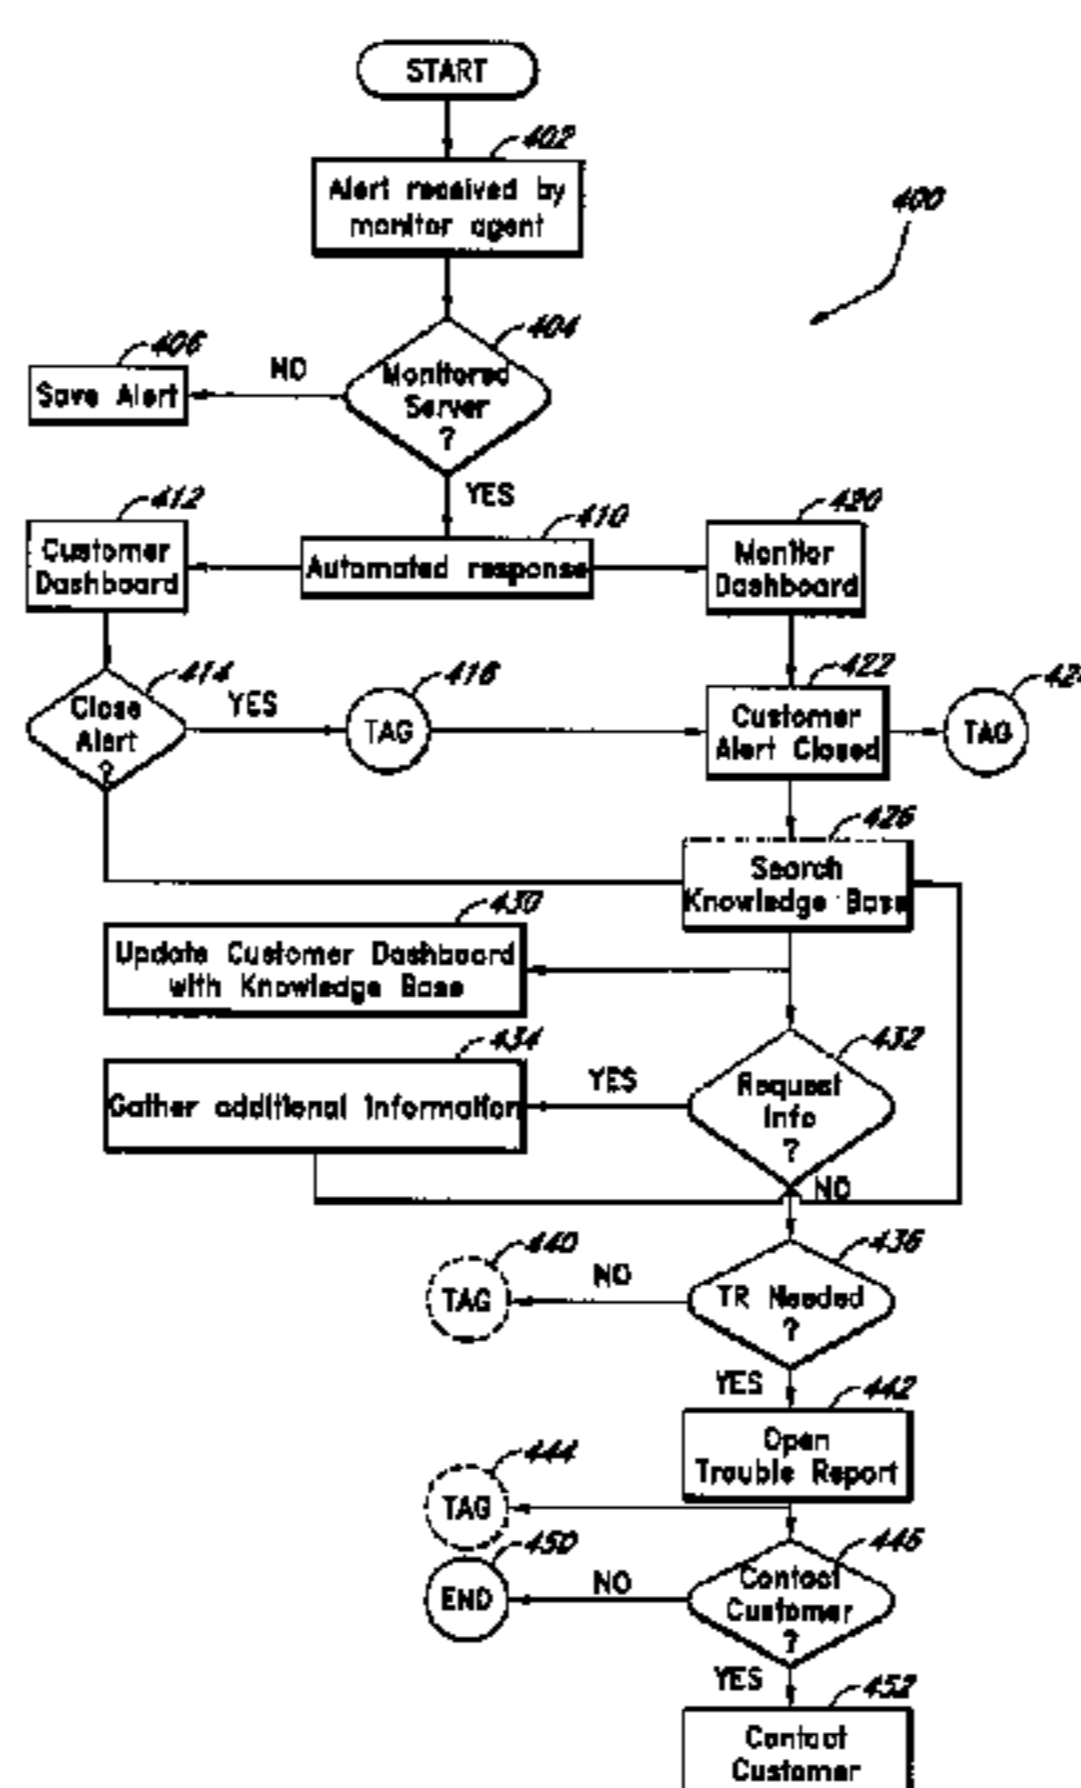 START
402
Alert received by
monitor agent
400
404
Monitored
Server
?
NO
406
Save Alert
YES
412
Customer
Dashboard
410
Automated response
420
Monitor
Dashboard
414
Close
Alert
?
YES
416
TAG
422
Customer
Alert Closed
TAG
426
Search
Knowledge Base
430
Update Customer Dashboard
with Knowledge Base
434
Gather additional information
YES
432
Request
Info
?
NO
440
TAG
NO
436
TR Needed
?
YES
442
Open
Trouble Report
444
TAG
450
END
NO
446
Contact
Customer
?
YES
452
Contact
Customer